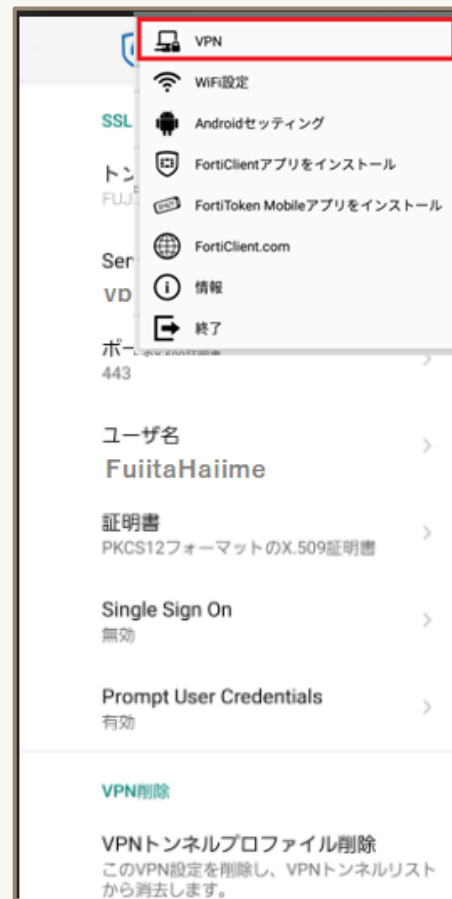 VPN
WiFi設定
Androidセッティング
FortiClientアプリをインストール
FortiToken Mobileアプリをインストール
FortiClient.com
情報
終了
SSL
トン
FUJ
Ser
vp
ポー
443
ユーザ名
FuiitaHaiime
証明書
PKCS12フォーマットのX.509証明書
Single Sign On
無効
Prompt User Credentials
有効
VPN削除
VPNトンネルプロファイル削除
このVPN設定を削除し、VPNトンネルリスト
から消去します。